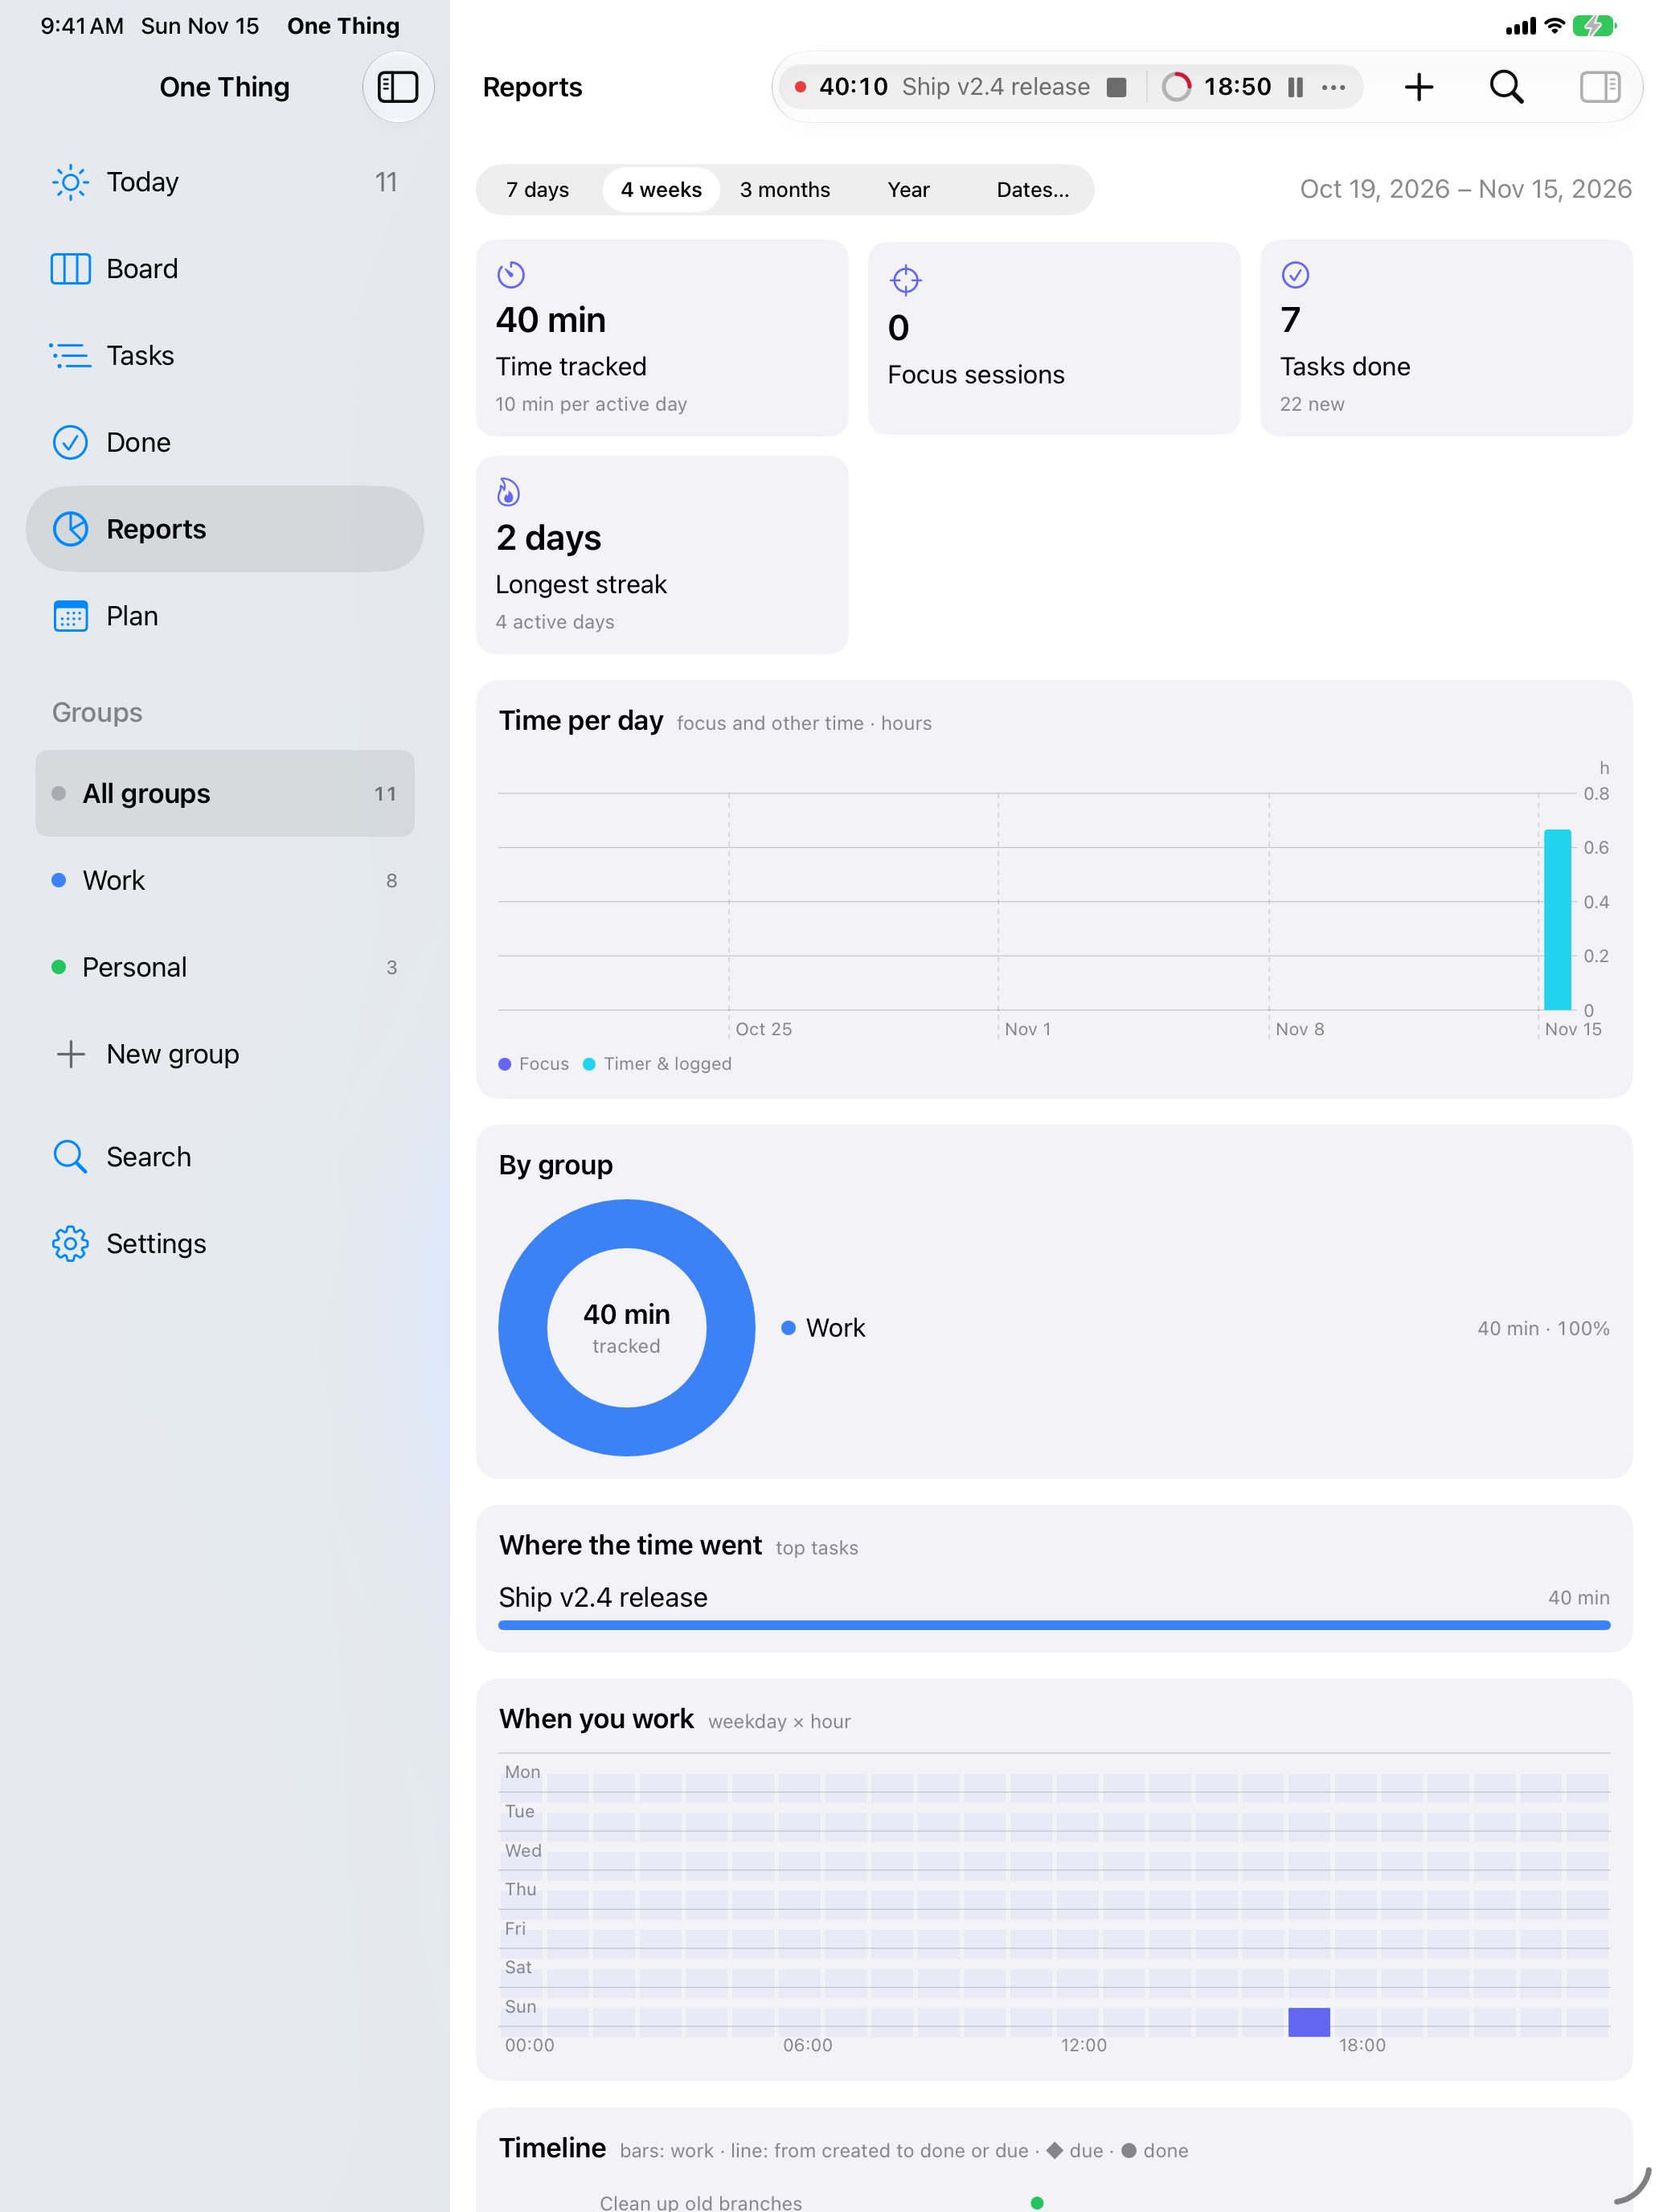 9:41 AM Sun Nov 15 One Thing
One Thing
Today 11
Board
Tasks
Done
Reports
Plan
Groups
All groups 11
Work 8
Personal 3
New group
Search
Settings
Reports
40:10 Ship v2.4 release 18:50
7 days 4 weeks 3 months Year Dates...
Oct 19, 2026 – Nov 15, 2026
40 min
Time tracked
10 min per active day
0
Focus sessions
7
Tasks done
22 new
2 days
Longest streak
4 active days
Time per day focus and other time · hours
h
0.8
0.6
0.4
0.2
0
Oct 25 Nov 1 Nov 8 Nov 15
Focus Timer & logged
By group
40 min
tracked
Work 40 min · 100%
Where the time went top tasks
Ship v2.4 release 40 min
When you work weekday × hour
Mon
Tue
Wed
Thu
Fri
Sat
Sun
00:00 06:00 12:00 18:00
Timeline bars: work · line: from created to done or due · ◆ due · ● done
Clean up old branches